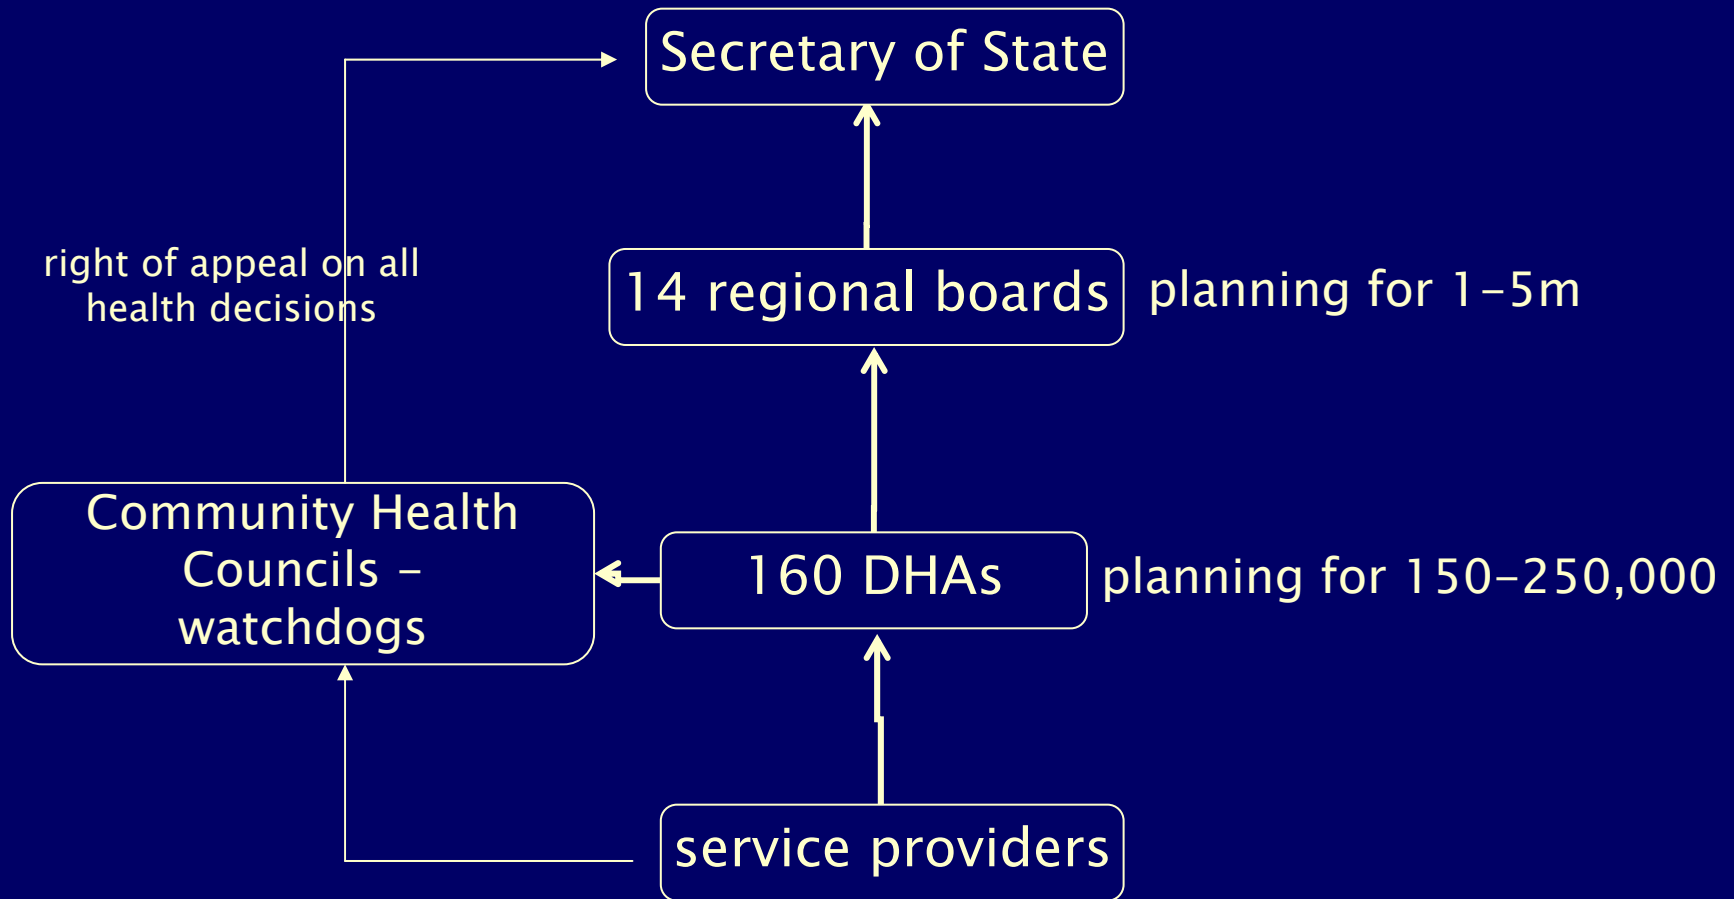 Secretary of State
right of appeal on all
health decisions
14 regional boards
planning for 1–5m
Community Health
Councils –
watchdogs
160 DHAs
planning for 150–250,000
service providers